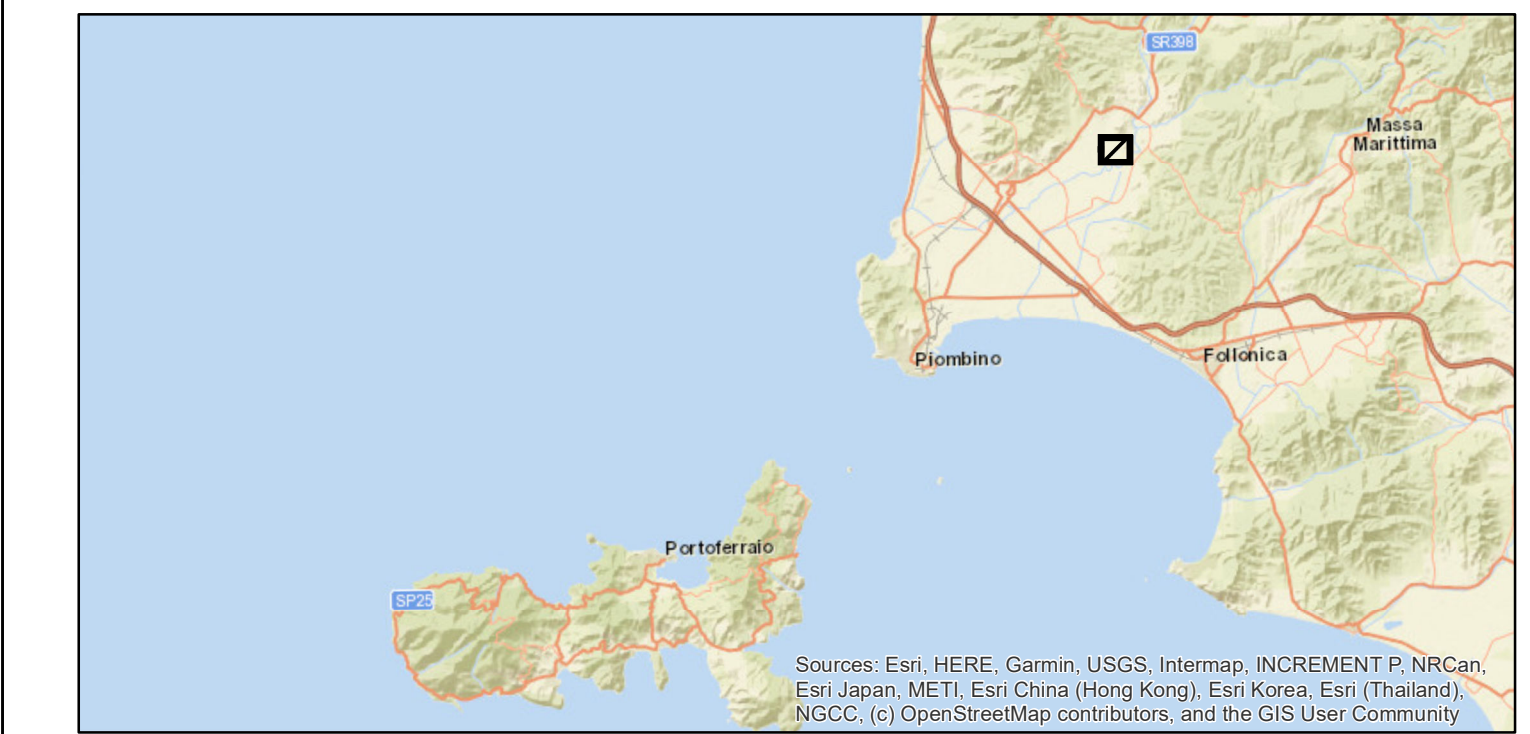 SR398
Massa
Marittima
Piombino
Follonica
Portoferraio
SP25
Sources: Esri, HERE, Garmin, USGS, Intermap, INCREMENT P, NRCan,
Esri Japan, METI, Esri China (Hong Kong), Esri Korea, Esri (Thailand),
NGCC, (c) OpenStreetMap contributors, and the GIS User Community